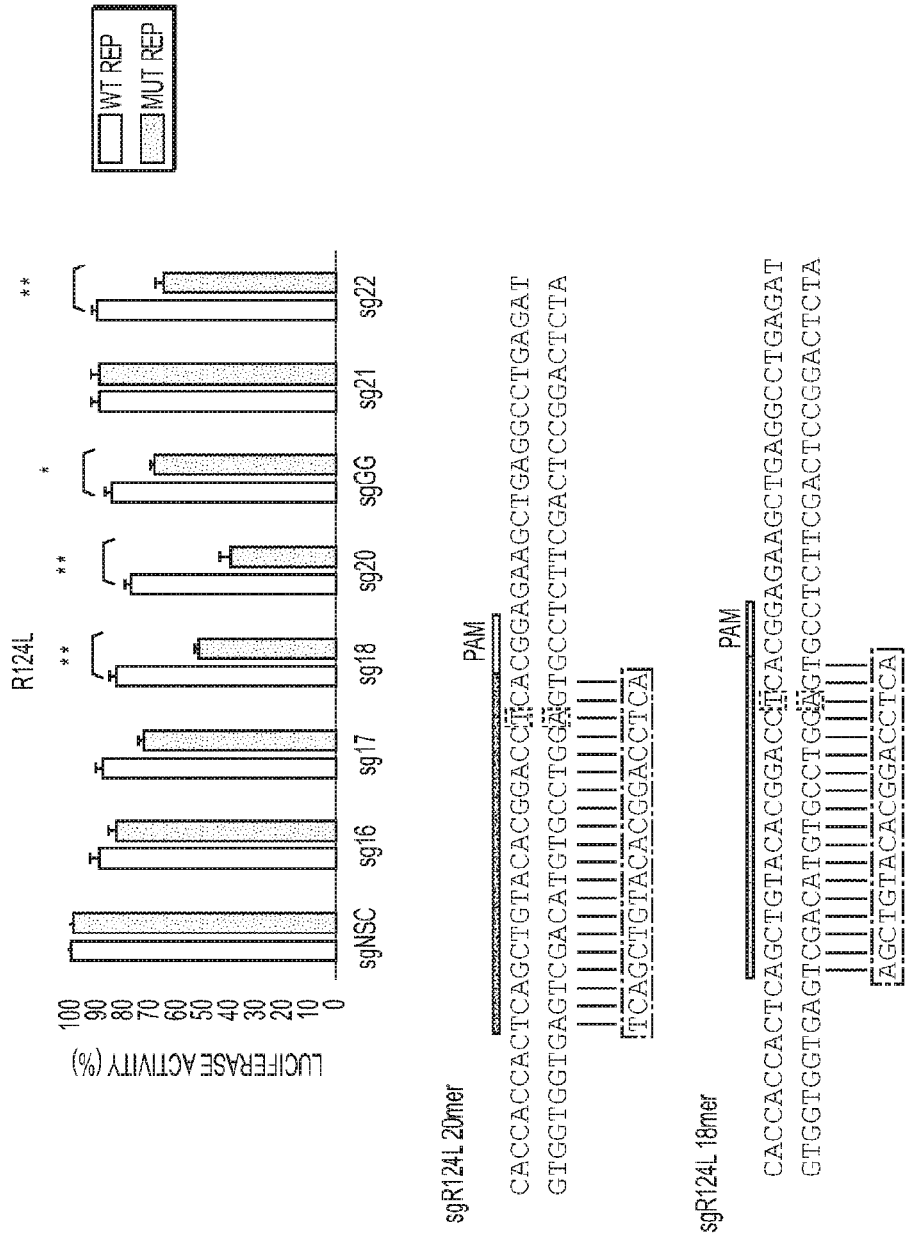 R124L
WT REP
MUT REP
LUCIFERASE ACTIVITY (%)
100
90
80
70
60
50
40
30
20
10
0
**
**
*
**
sgNSC
sg16
sg17
sg18
sg20
sgGG
sg21
sg22
sgR124L 20mer
PAM
CACCACCACTCAGCTGTACACGGACCTCACGGAGAAGCTGAGGCCTGAGAT
GTGGTGGTGAGTCGACATGTGCCTGGAGTGCCTCTTCGACTCCGGACTCTA
TCAGCTGTACACGGACCTCA
sgR124L 18mer
PAM
CACCACCACTCAGCTGTACACGGACCTCACGGAGAAGCTGAGGCCTGAGAT
GTGGTGGTGAGTCGACATGTGCCTGGAGTGCCTCTTCGACTCCGGACTCTA
AGCTGTACACGGACCTCA